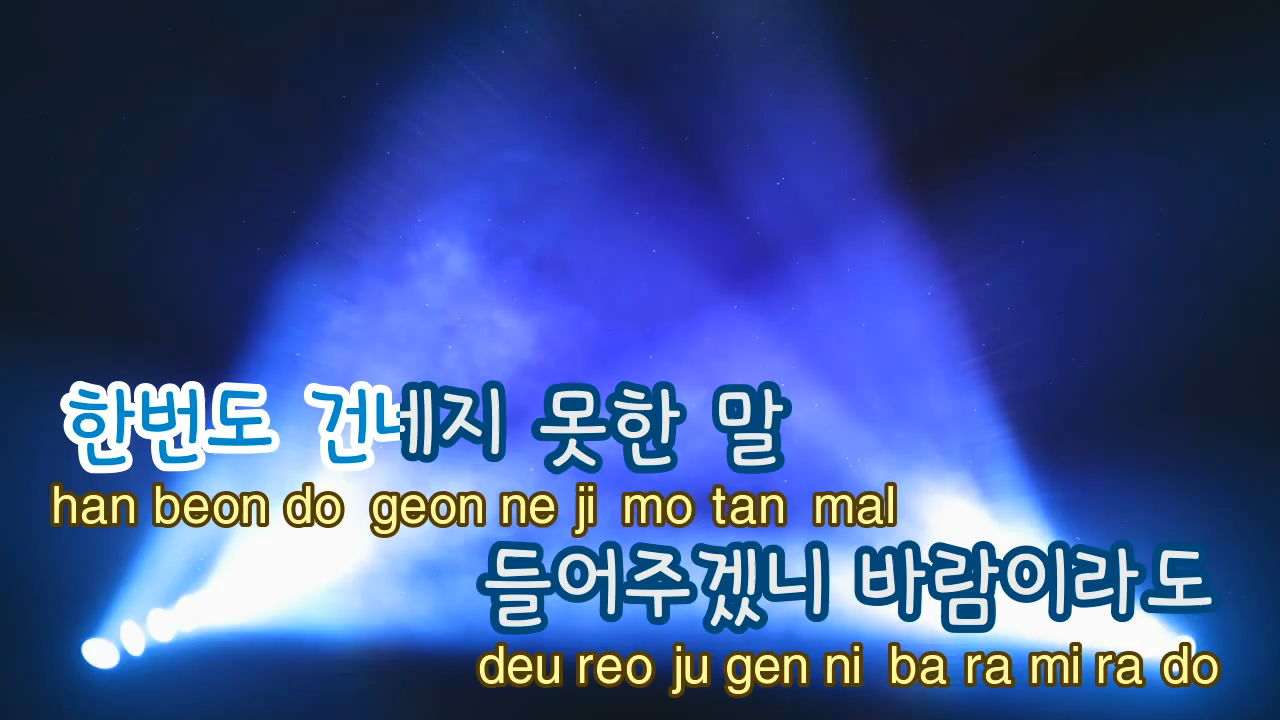 한번도 건네지 못한 말
han beon do geon ne ji mo tan mal
들어주겠니 바람이라도
deu reo ju gen ni ba ra mi ra do